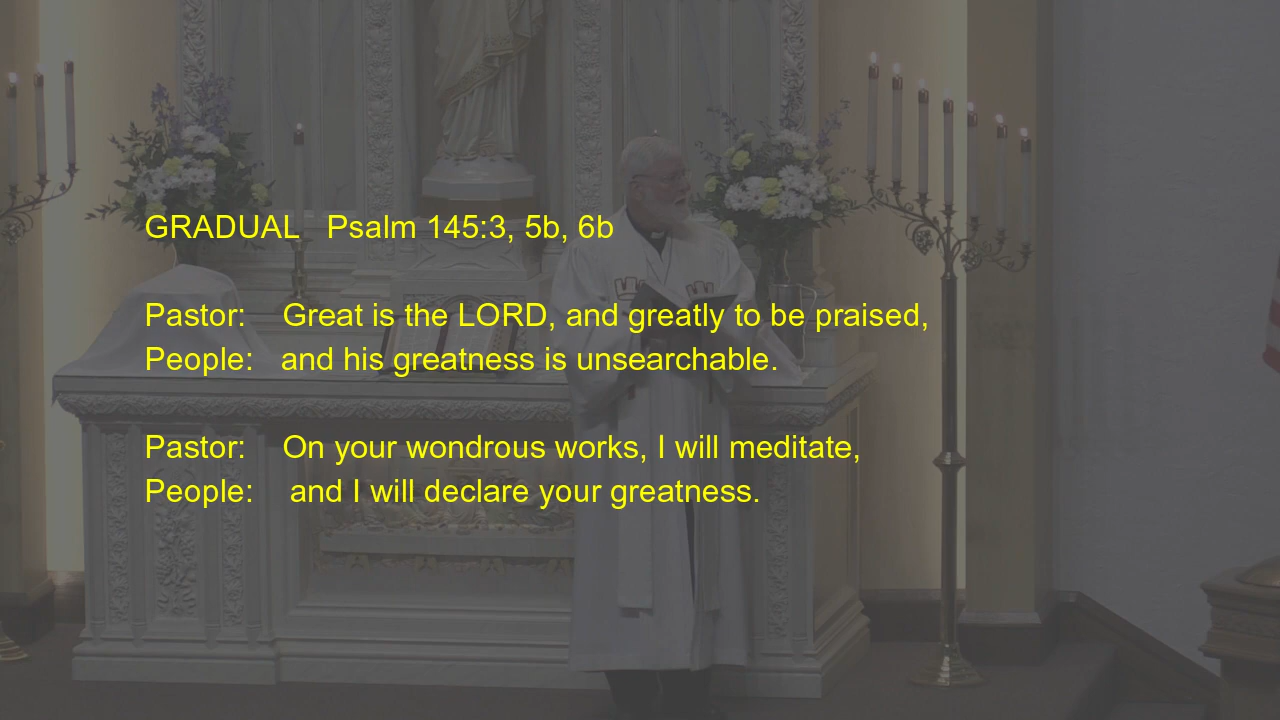 GRADUAL   Psalm 145:3, 5b, 6b
Pastor:    Great is the LORD, and greatly to be praised,
People:   and his greatness is unsearchable.
Pastor:    On your wondrous works, I will meditate,
People:    and I will declare your greatness.